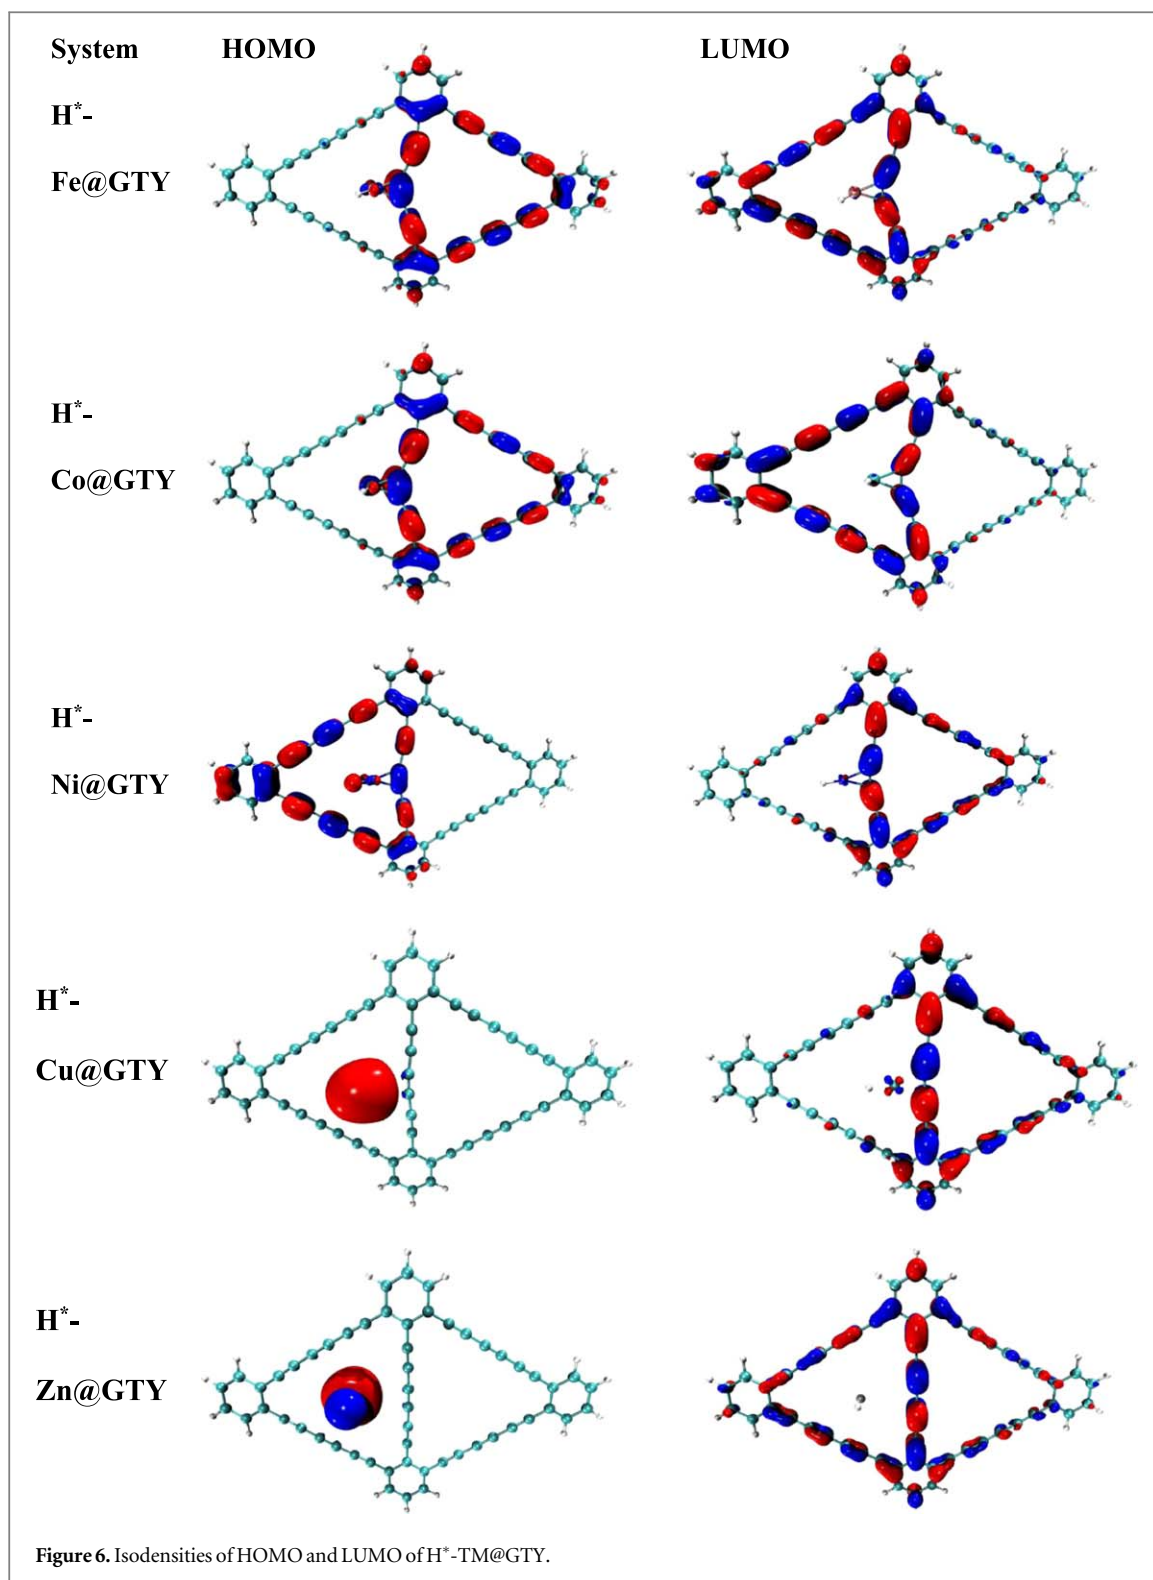 System HOMO LUMO
H*-
Fe@GTY
H*-
Co@GTY
H*-
Ni@GTY
H*-
Cu@GTY
H*-
Zn@GTY
Figure 6. Isodensities of HOMO and LUMO of H*-TM@GTY.